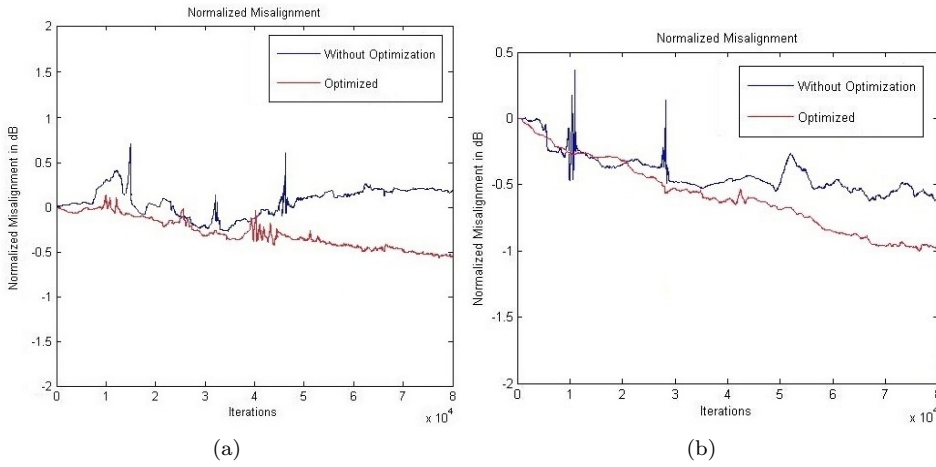 Normalized Misalignment
2
1.5
1
0.5
0
-0.5
-1
-1.5
-2
Normalized Misalignment in dB
Without Optimization
Optimized
0 1 2 3 4 5 6 7 80
Iterations
x 10^4
(a)
Normalized Misalignment
0.5
0
-0.5
-1
-1.5
-2
Normalized Misalignment in dB
Without Optimization
Optimized
0 1 2 3 4 5 6 7 80
Iterations
x 10^4
(b)